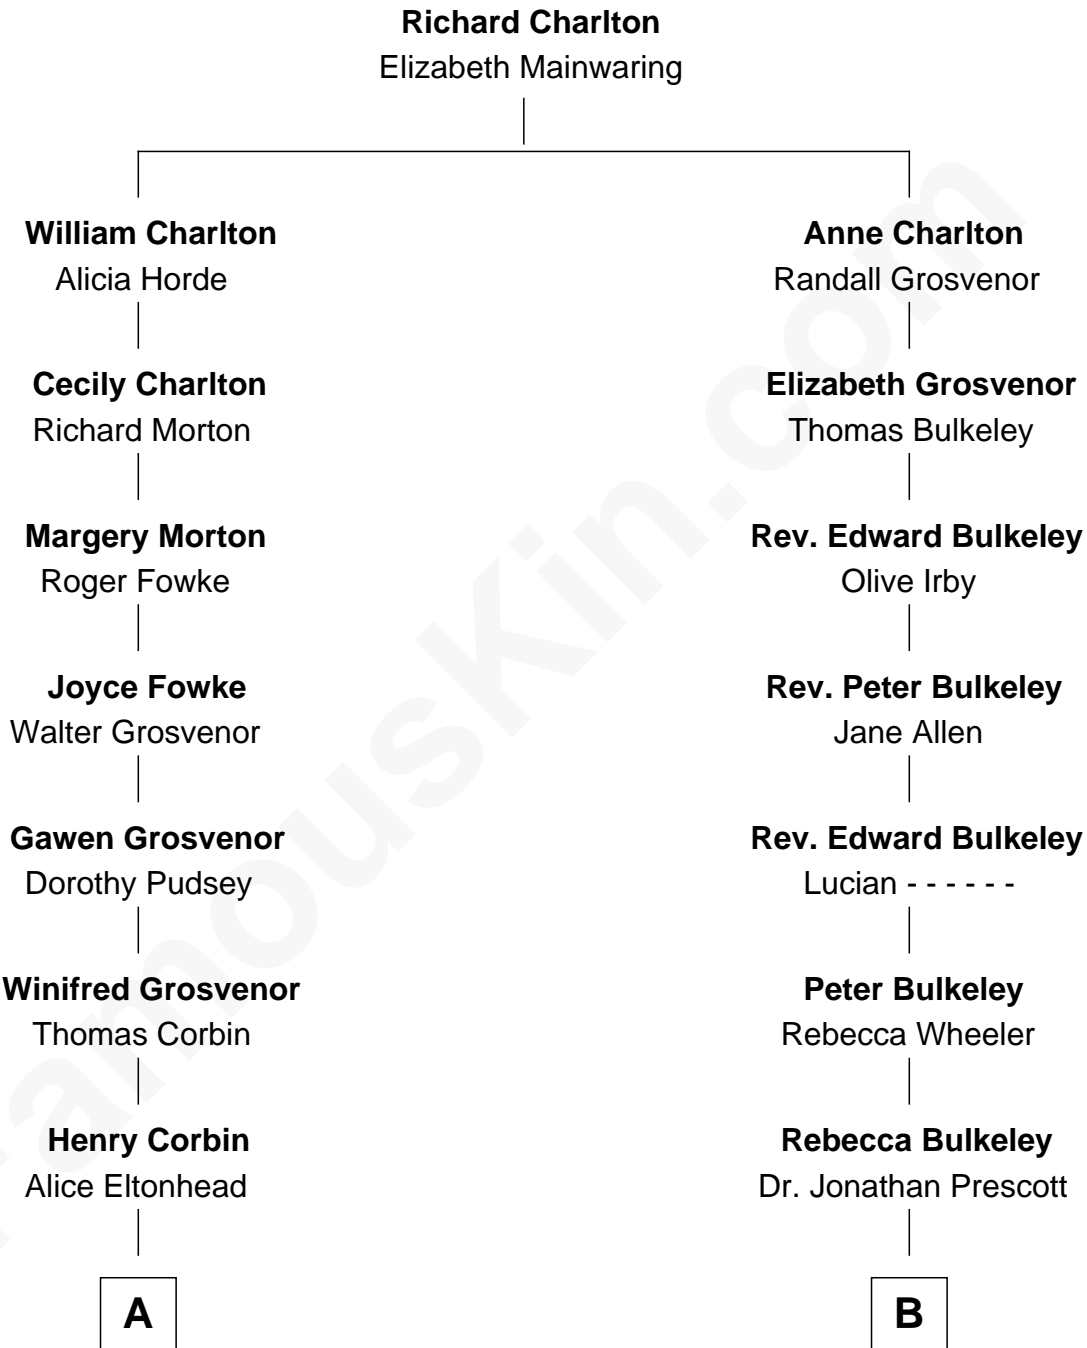 Richard Charlton
Elizabeth Mainwaring
William Charlton
Alicia Horde
Anne Charlton
Randall Grosvenor
Cecily Charlton
Richard Morton
Elizabeth Grosvenor
Thomas Bulkeley
Margery Morton
Roger Fowke
Rev. Edward Bulkeley
Olive Irby
Joyce Fowke
Walter Grosvenor
Rev. Peter Bulkeley
Jane Allen
Gawen Grosvenor
Dorothy Pudsey
Rev. Edward Bulkeley
Lucian - - - - - -
Winifred Grosvenor
Thomas Corbin
Peter Bulkeley
Rebecca Wheeler
Henry Corbin
Alice Eltonhead
Rebecca Bulkeley
Dr. Jonathan Prescott
A
B
FamousKin.com